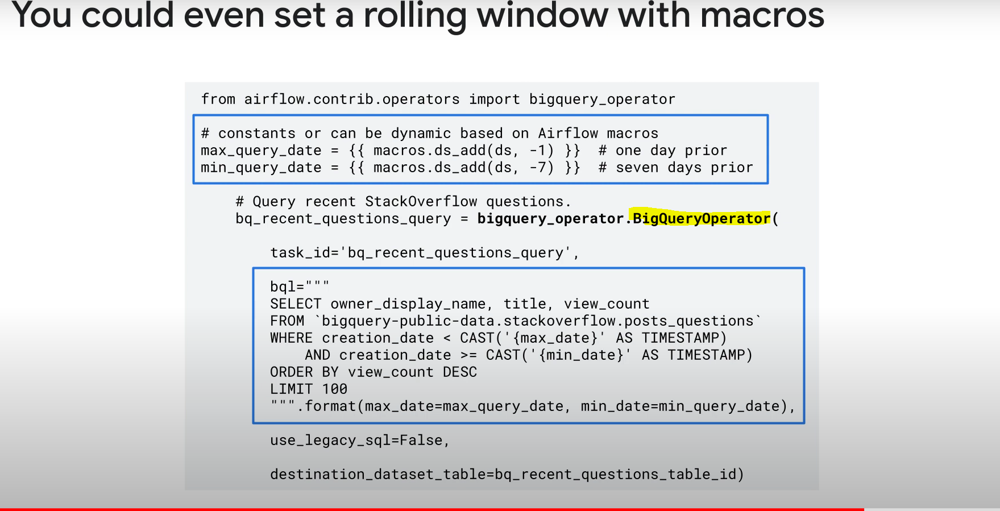 You could even set a rolling window with macros
from airflow.contrib.operators import bigquery_operator
# constants or can be dynamic based on Airflow macros
max_query_date = {{ macros.ds_add(ds, -1) }}  # one day prior
min_query_date = {{ macros.ds_add(ds, -7) }}  # seven days prior
# Query recent StackOverflow questions.
bq_recent_questions_query = bigquery_operator.BigQueryOperator(
task_id='bq_recent_questions_query',
bql="""
SELECT owner_display_name, title, view_count
FROM `bigquery-public-data.stackoverflow.posts_questions`
WHERE creation_date < CAST('{max_date}' AS TIMESTAMP)
AND creation_date >= CAST('{min_date}' AS TIMESTAMP)
ORDER BY view_count DESC
LIMIT 100
""".format(max_date=max_query_date, min_date=min_query_date),
use_legacy_sql=False,
destination_dataset_table=bq_recent_questions_table_id)